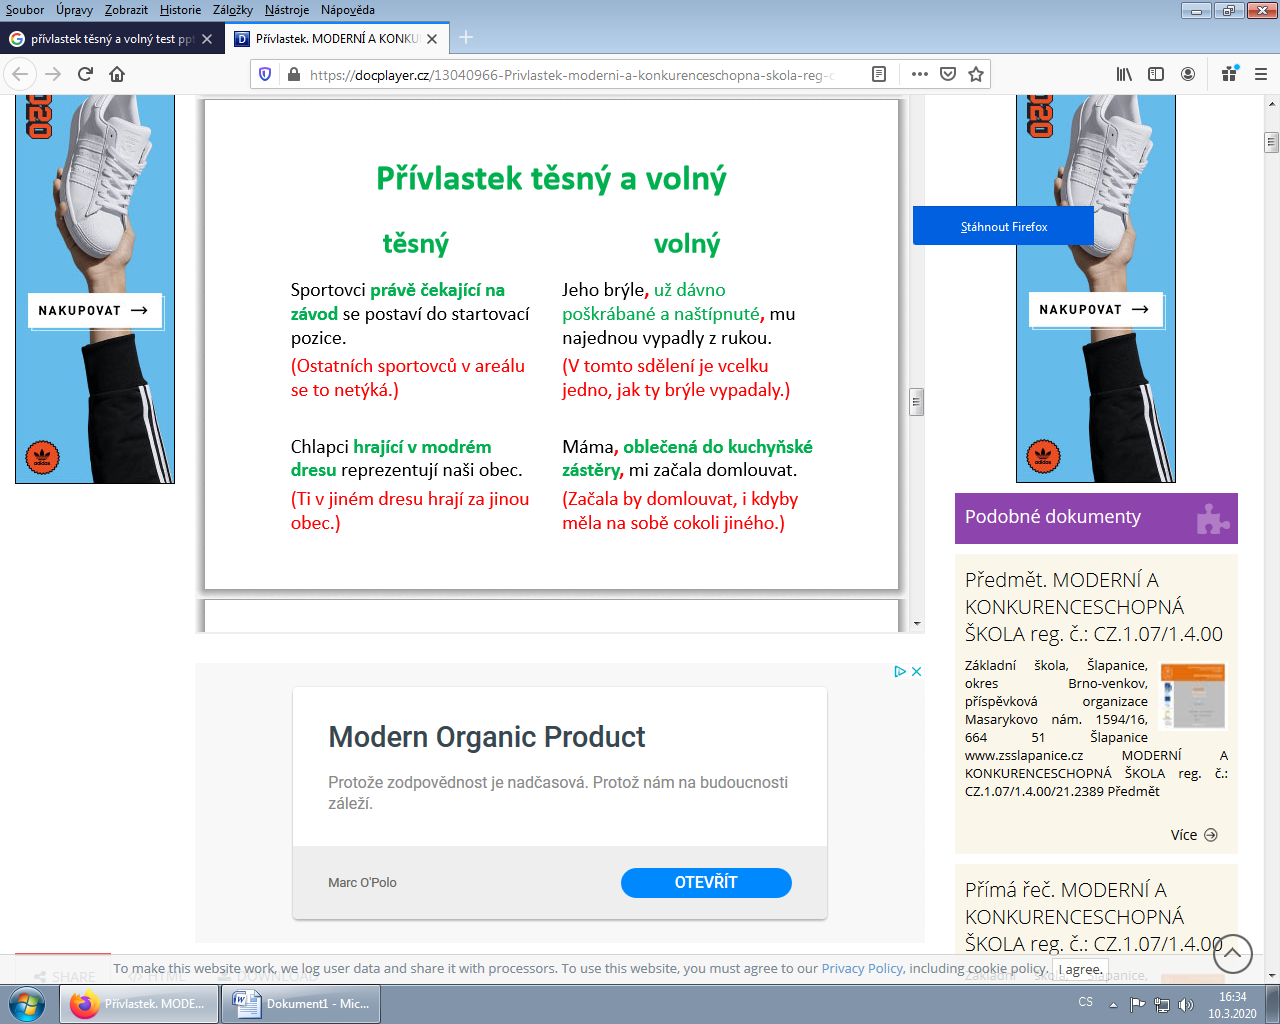 Soubor Úpravy Zobrazit Historie Záložky Nástroje Nápověda
přívlastek těsný a volný test ppt
Přívlastek. MODERNÍ A KONKU
https://docplayer.cz/13040966-Privlastek-moderni-a-konkurenceschopna-skola-reg-c
Přívlastek těsný a volný
těsný
volný
Sportovci právě čekající na
závod se postaví do startovací
pozice.
(Ostatních sportovců v areálu
se to netýká.)
Chlapci hrající v modrém
dresu reprezentují naši obec.
(Ti v jiném dresu hrají za jinou
obec.)
Jeho brýle, už dávno
poškrábané a naštípnuté, mu
najednou vypadly z rukou.
(V tomto sdělení je vcelku
jedno, jak ty brýle vypadaly.)
Máma, oblečená do kuchyňské
zástěry, mi začala domlouvat.
(Začala by domlouvat, i kdyby
měla na sobě cokoli jiného.)
NAKUPOVAT
adidas
Stáhnout Firefox
NAKUPOVAT
adidas
Podobné dokumenty
Předmět. MODERNÍ A
KONKURENCESCHOPNÁ
ŠKOLA reg. č.: CZ.1.07/1.4.00
Základní škola, Šlapanice,
okres Brno-venkov,
příspěvková organizace
Masarykovo nám. 1594/16,
664 51 Šlapanice
www.zsslapanice.cz MODERNÍ A
KONKURENCESCHOPNÁ ŠKOLA reg. č.:
CZ.1.07/1.4.00/21.2389 Předmět
Více
Přímá řeč. MODERNÍ A
KONKURENCESCHOPNÁ
ŠKOLA reg. č.: CZ.1.07/1.4.00
Modern Organic Product
Protože zodpovědnost je nadčasová. Protož nám na budoucnosti
záleží.
Marc O'Polo
OTEVŘÍT
SHARE HTML DOWNLOAD
To make this website work, we log user data and share it with processors. To use this website, you must agree to our Privacy Policy, including cookie policy. I agree.
Přívlastek. MODE...
Dokument1 - Mic...
CS
16:34
10.3.2020